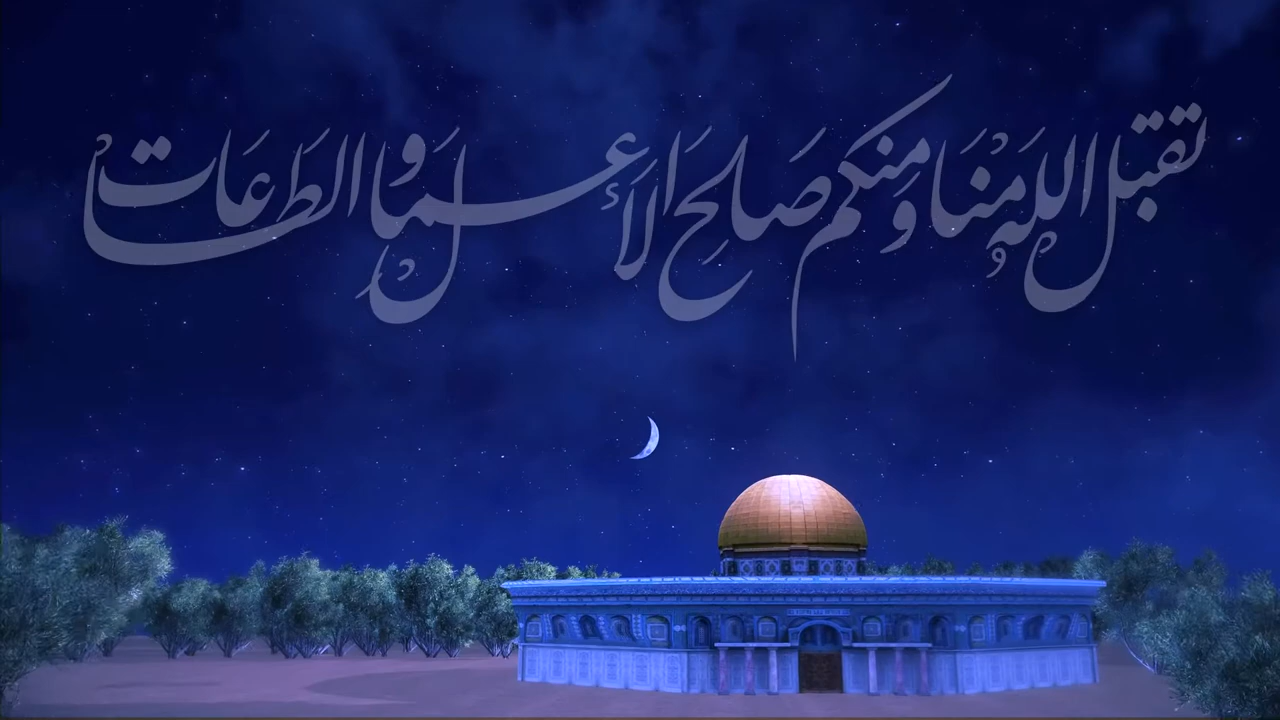 تقبل الله منا ومنكم صالح الأعمال والطاعات